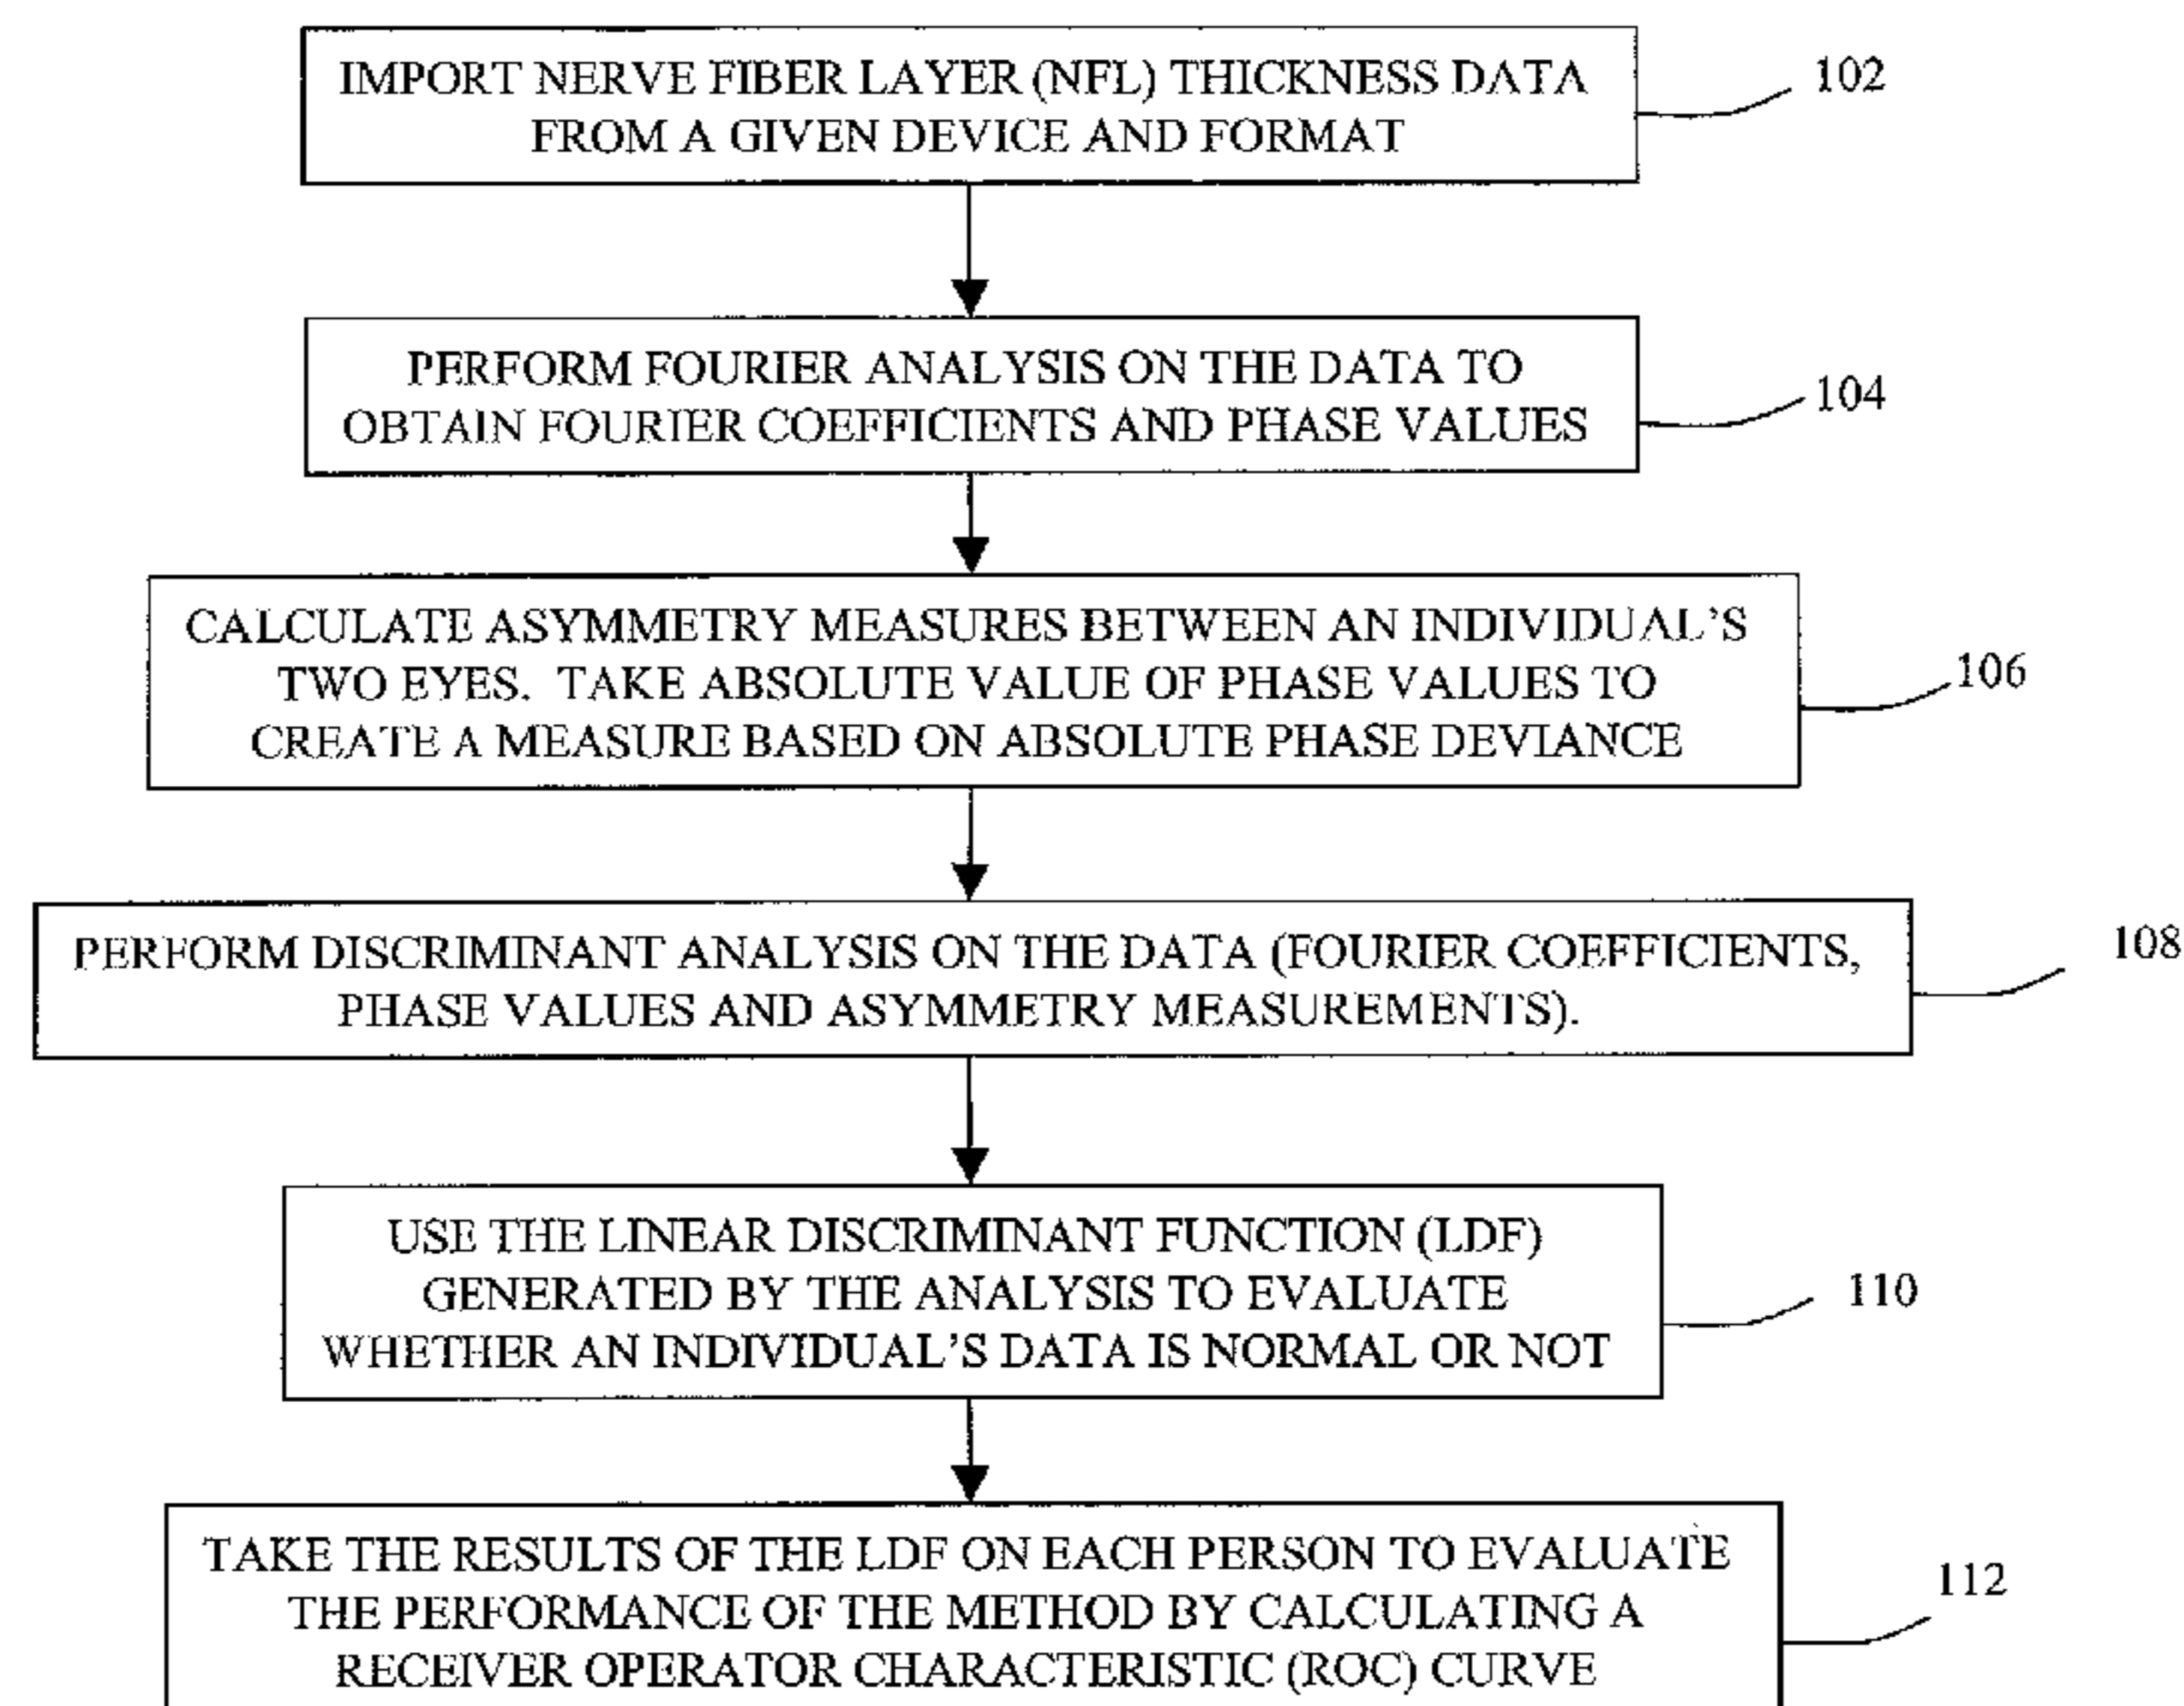 IMPORT NERVE FIBER LAYER (NFL) THICKNESS DATA
FROM A GIVEN DEVICE AND FORMAT
102
PERFORM FOURIER ANALYSIS ON THE DATA TO
OBTAIN FOURIER COEFFICIENTS AND PHASE VALUES
104
CALCULATE ASYMMETRY MEASURES BETWEEN AN INDIVIDUAL'S
TWO EYES. TAKE ABSOLUTE VALUE OF PHASE VALUES TO
CREATE A MEASURE BASED ON ABSOLUTE PHASE DEVIANCE
106
PERFORM DISCRIMINANT ANALYSIS ON THE DATA (FOURIER COEFFICIENTS,
PHASE VALUES AND ASYMMETRY MEASUREMENTS).
108
USE THE LINEAR DISCRIMINANT FUNCTION (LDF)
GENERATED BY THE ANALYSIS TO EVALUATE
WHETHER AN INDIVIDUAL'S DATA IS NORMAL OR NOT
110
TAKE THE RESULTS OF THE LDF ON EACH PERSON TO EVALUATE
THE PERFORMANCE OF THE METHOD BY CALCULATING A
RECEIVER OPERATOR CHARACTERISTIC (ROC) CURVE
112